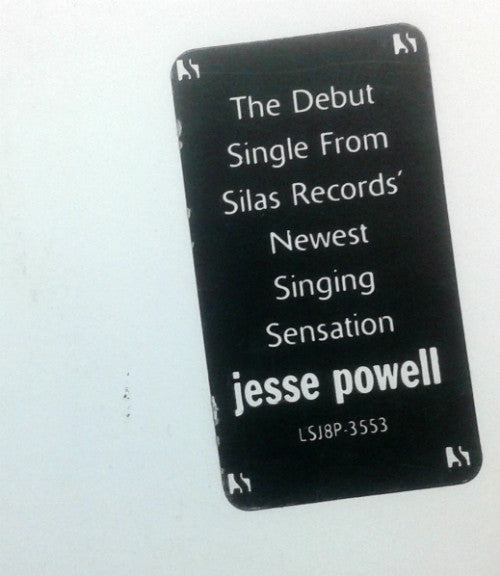 The Debut
Single From
Silas Records'
Newest
Singing
Sensation
jesse powell
LSJ8P-3553